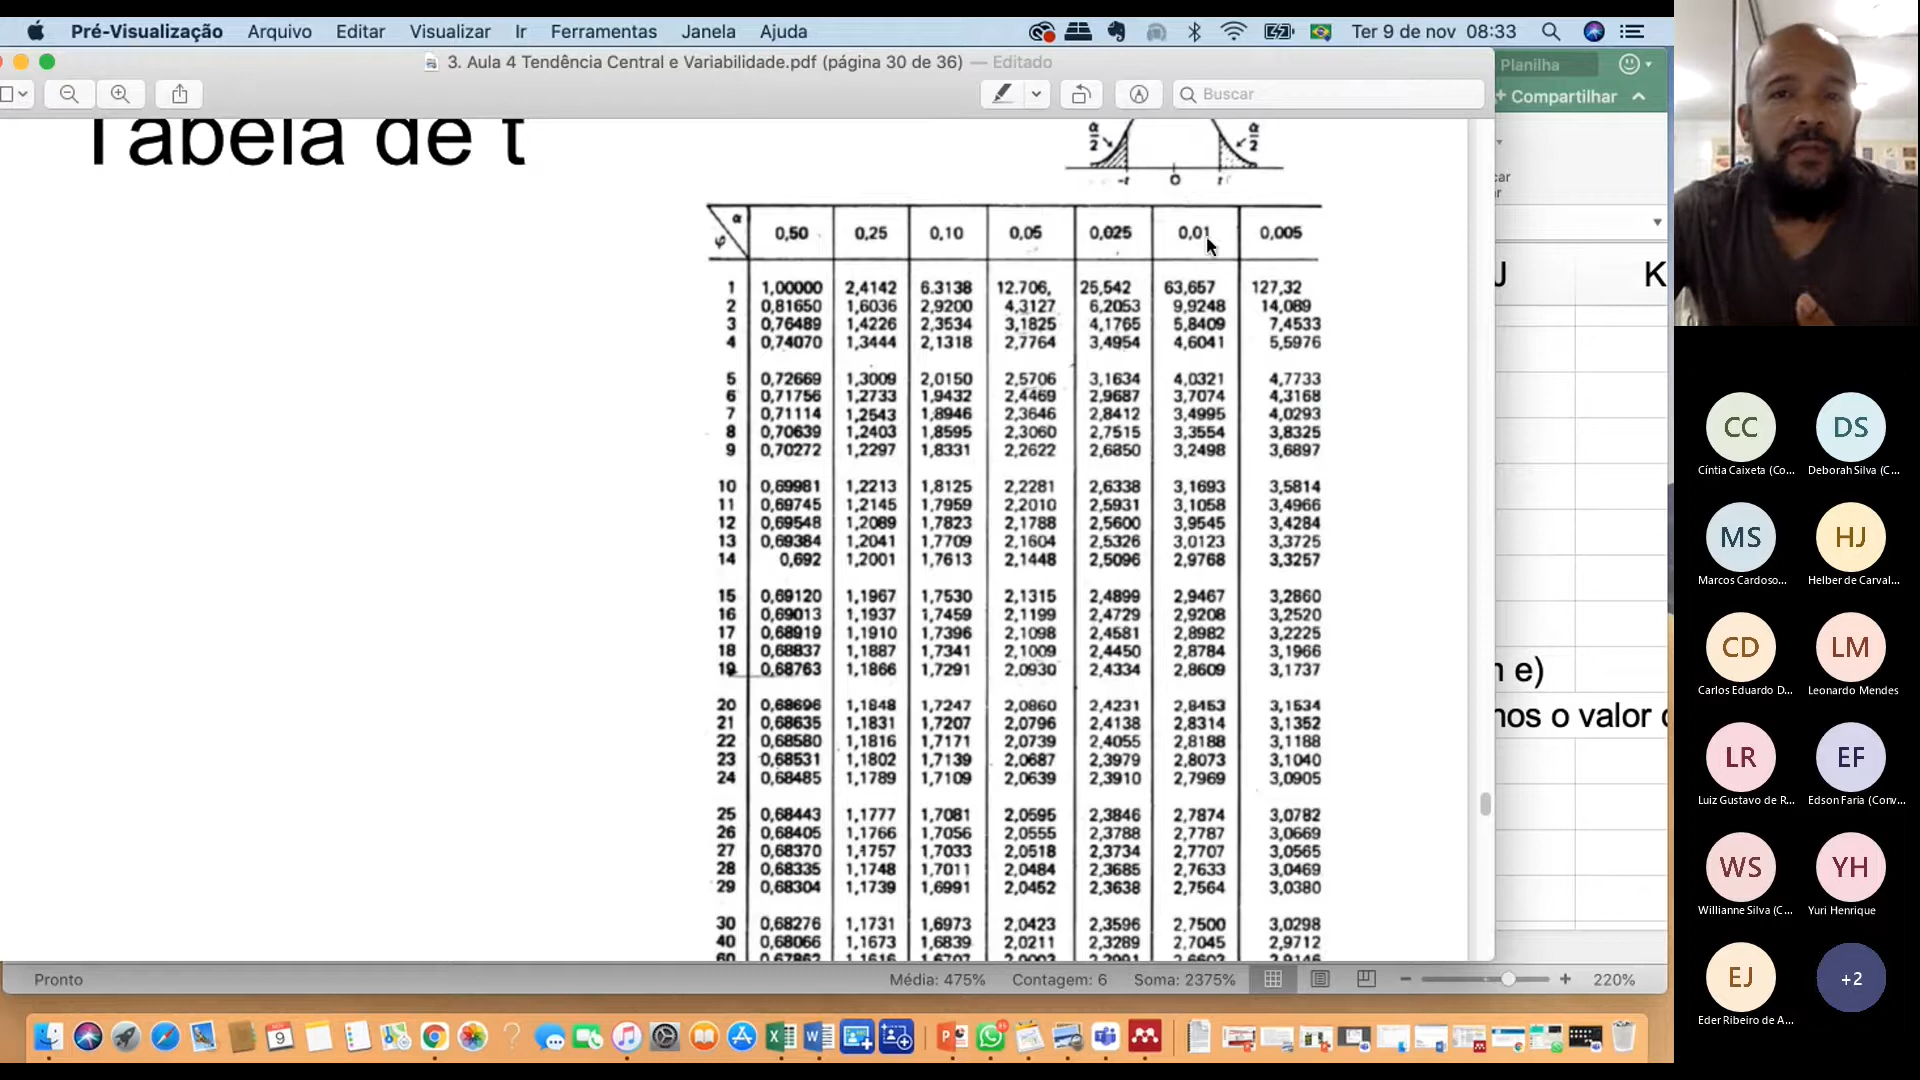 Pré-Visualização Arquivo Editar Visualizar Ir Ferramentas Janela Ajuda Ter 9 de nov 08:33
3. Aula 4 Tendência Central e Variabilidade.pdf (página 30 de 36) — Editado
Buscar
Planilha
+ Compartilhar
Tabela de t
α/2 α/2
-t 0 t
φ α 0,50 0,25 0,10 0,05 0,025 0,01 0,005
1 1,00000 2,4142 6.3138 12.706, 25,542 63,657 127,32
2 0,81650 1,6036 2,9200 4,3127 6,2053 9,9248 14,089
3 0,76489 1,4226 2,3534 3,1825 4,1765 5,8409 7,4533
4 0,74070 1,3444 2,1318 2,7764 3,4954 4,6041 5,5976
5 0,72669 1,3009 2,0150 2,5706 3,1634 4,0321 4,7733
6 0,71756 1,2733 1,9432 2,4469 2,9687 3,7074 4,3168
7 0,71114 1,2543 1,8946 2,3646 2,8412 3,4995 4,0293
8 0,70639 1,2403 1,8595 2,3060 2,7515 3,3554 3,8325
9 0,70272 1,2297 1,8331 2,2622 2,6850 3,2498 3,6897
10 0,69981 1,2213 1,8125 2,2281 2,6338 3,1693 3,5814
11 0,69745 1,2145 1,7959 2,2010 2,5931 3,1058 3,4966
12 0,69548 1,2089 1,7823 2,1788 2,5600 3,9545 3,4284
13 0,69384 1,2041 1,7709 2,1604 2,5326 3,0123 3,3725
14 0,692 1,2001 1,7613 2,1448 2,5096 2,9768 3,3257
15 0,69120 1,1967 1,7530 2,1315 2,4899 2,9467 3,2860
16 0,69013 1,1937 1,7459 2,1199 2,4729 2,9208 3,2520
17 0,68919 1,1910 1,7396 2,1098 2,4581 2,8982 3,2225
18 0,68837 1,1887 1,7341 2,1009 2,4450 2,8784 3,1966
19 0,68763 1,1866 1,7291 2,0930 2,4334 2,8609 3,1737
20 0,68696 1,1848 1,7247 2,0860 2,4231 2,8453 3,1534
21 0,68635 1,1831 1,7207 2,0796 2,4138 2,8314 3,1352
22 0,68580 1,1816 1,7171 2,0739 2,4055 2,8188 3,1188
23 0,68531 1,1802 1,7139 2,0687 2,3979 2,8073 3,1040
24 0,68485 1,1789 1,7109 2,0639 2,3910 2,7969 3,0905
25 0,68443 1,1777 1,7081 2,0595 2,3846 2,7874 3,0782
26 0,68405 1,1766 1,7056 2,0555 2,3788 2,7787 3,0669
27 0,68370 1,1757 1,7033 2,0518 2,3734 2,7707 3,0565
28 0,68335 1,1748 1,7011 2,0484 2,3685 2,7633 3,0469
29 0,68304 1,1739 1,6991 2,0452 2,3638 2,7564 3,0380
30 0,68276 1,1731 1,6973 2,0423 2,3596 2,7500 3,0298
40 0,68066 1,1673 1,6839 2,0211 2,3289 2,7045 2,9712
J K
e)
nos o valor
Pronto Média: 475% Contagem: 6 Soma: 2375% 220%
CC DS
Cíntia Caixeta (Co... Deborah Silva (C...
MS HJ
Marcos Cardoso... Helber de Carval...
CD LM
Carlos Eduardo D... Leonardo Mendes
LR EF
Luiz Gustavo de R... Edson Faria (Conv...
WS YH
Willianne Silva (C... Yuri Henrique
EJ +2
Eder Ribeiro de A...